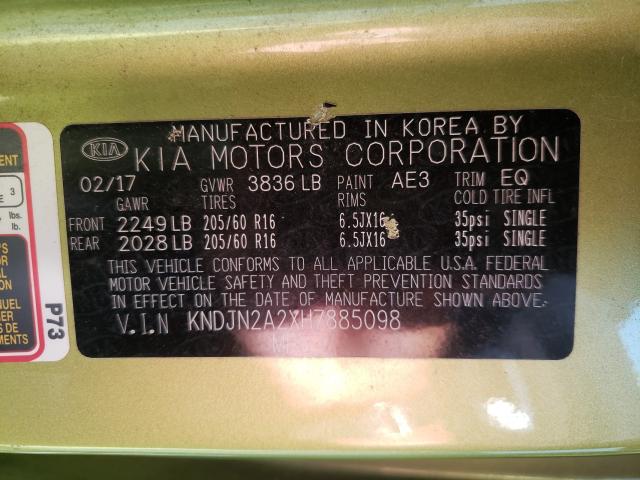 MANUFACTURED IN KOREA BY
KIA KIA MOTORS CORPORATION
02/17 GVWR 3836 LB PAINT AE3 TRIM EQ
GAWR TIRES RIMS COLD TIRE INFL
FRONT 2249 LB 205/60 R16 6.5JX16 35psi SINGLE
REAR 2028 LB 205/60 R16 6.5JX16 35psi SINGLE
THIS VEHICLE CONFORMS TO ALL APPLICABLE U.S.A. FEDERAL
MOTOR VEHICLE SAFETY AND THEFT PREVENTION STANDARDS
IN EFFECT ON THE DATE OF MANUFACTURE SHOWN ABOVE.
V.I.N KNDJN2A2XH7885098
3
lbs.
P73